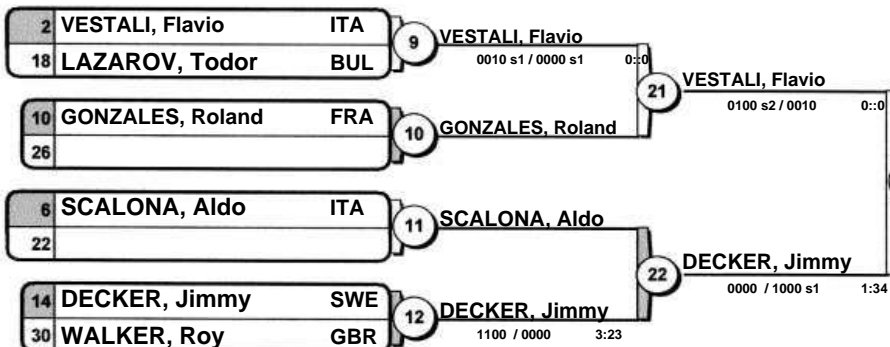 2 VESTALI, Flavio ITA
18 LAZAROV, Todor BUL
9
VESTALI, Flavio
0010 s1 / 0000 s1 0::0
10 GONZALES, Roland FRA
26
10
GONZALES, Roland
21
VESTALI, Flavio
0100 s2 / 0010 0::0
6 SCALONA, Aldo ITA
22
11
SCALONA, Aldo
14 DECKER, Jimmy SWE
30 WALKER, Roy GBR
12
DECKER, Jimmy
1100 / 0000 3:23
22
DECKER, Jimmy
0000 / 1000 s1 1:34